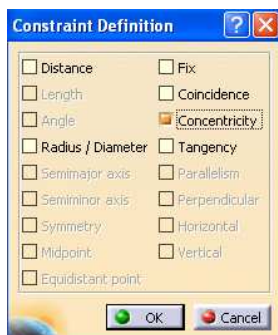 Constraint Definition
Distance
Fix
Length
Coincidence
Angle
Concentricity
Radius / Diameter
Tangency
Semimajor axis
Parallelism
Semiminor axis
Perpendicular
Symmetry
Horizontal
Midpoint
Vertical
Equidistant point
OK
Cancel